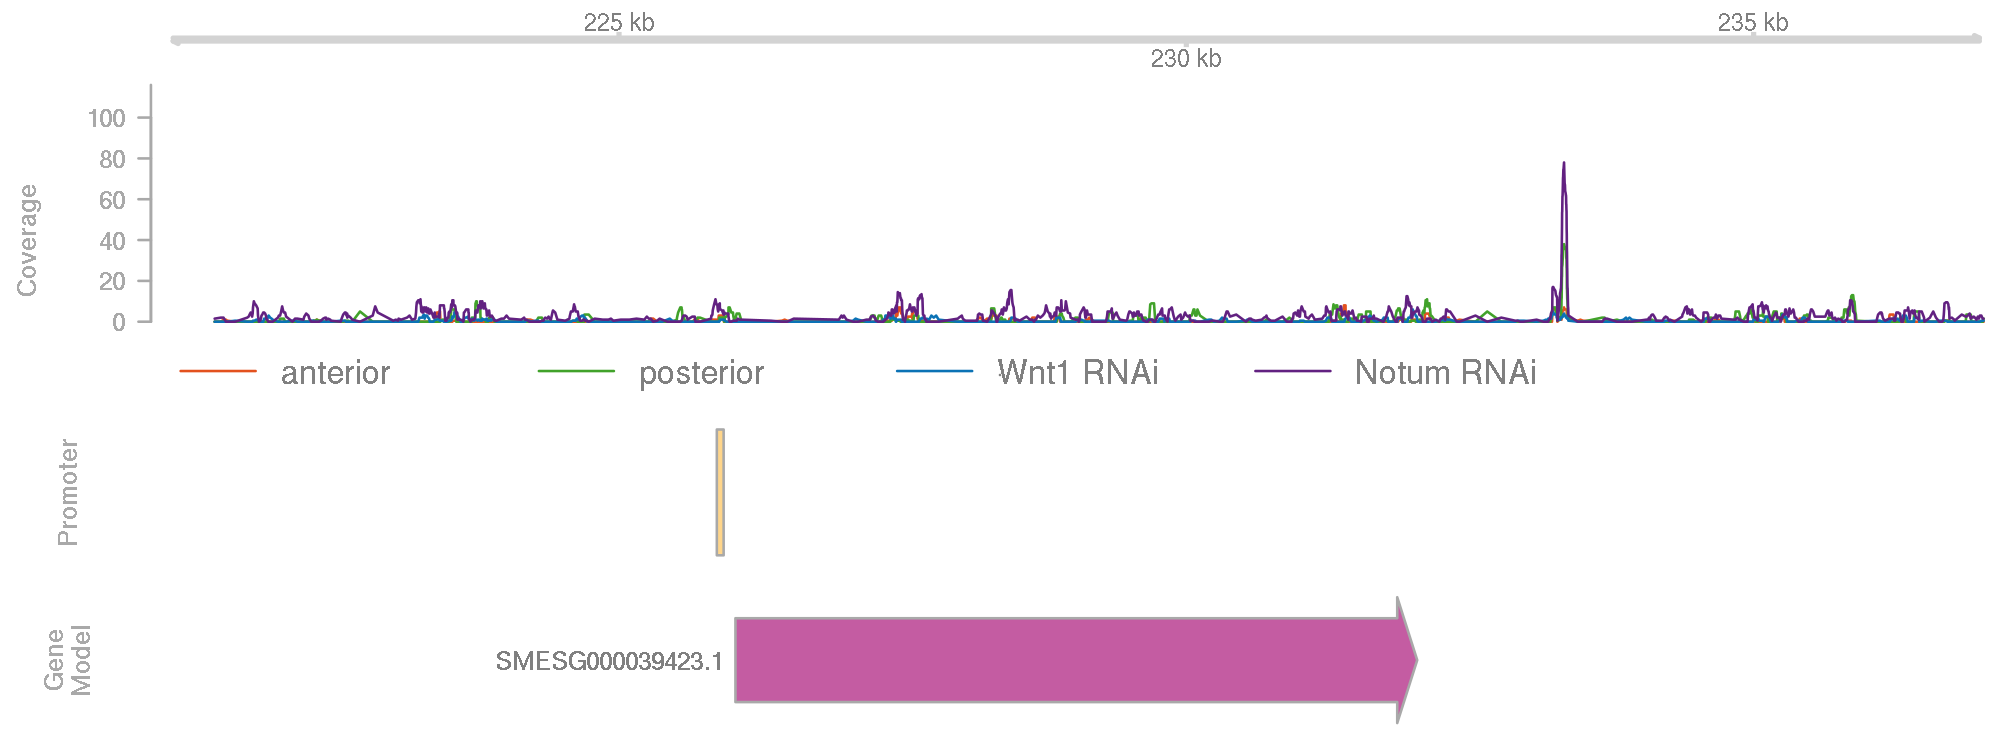 225 kb
235 kb
230 kb
Coverage
100
80
60
40
20
0
anterior posterior Wnt1 RNAi Notum RNAi
Promoter
Gene
Model
SMESG000039423.1